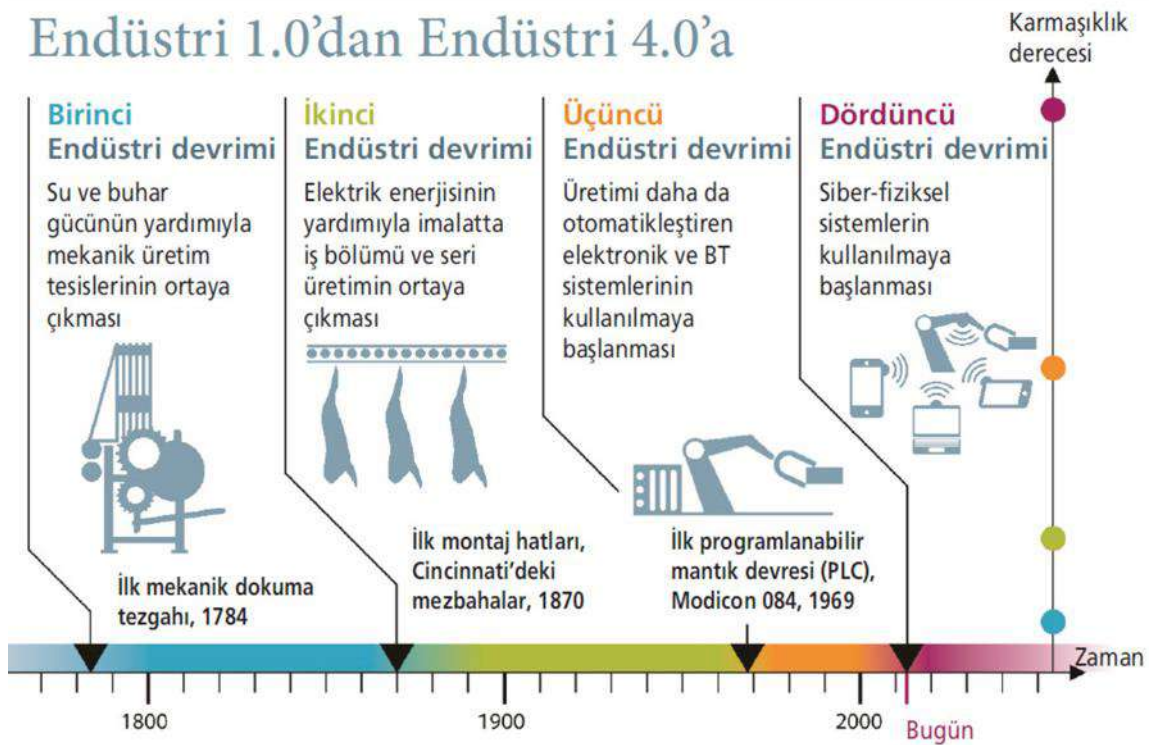 Endüstri 1.0’dan Endüstri 4.0’a
Karmaşıklık
derecesi
Birinci
Endüstri devrimi
Su ve buhar
gücünün yardımıyla
mekanik üretim
tesislerinin ortaya
çıkması
İkinci
Endüstri devrimi
Elektrik enerjisinin
yardımıyla imalatta
iş bölümü ve seri
üretimin ortaya
çıkması
Üçüncü
Endüstri devrimi
Üretimi daha da
otomatikleştiren
elektronik ve BT
sistemlerinin
kullanılmaya
başlanması
Dördüncü
Endüstri devrimi
Siber-fiziksel
sistemlerin
kullanılmaya
başlanması
İlk mekanik dokuma
tezgahı, 1784
İlk montaj hatları,
Cincinnati’deki
mezbahalar, 1870
İlk programlanabilir
mantık devresi (PLC),
Modicon 084, 1969
Zaman
1800
1900
2000
Bugün